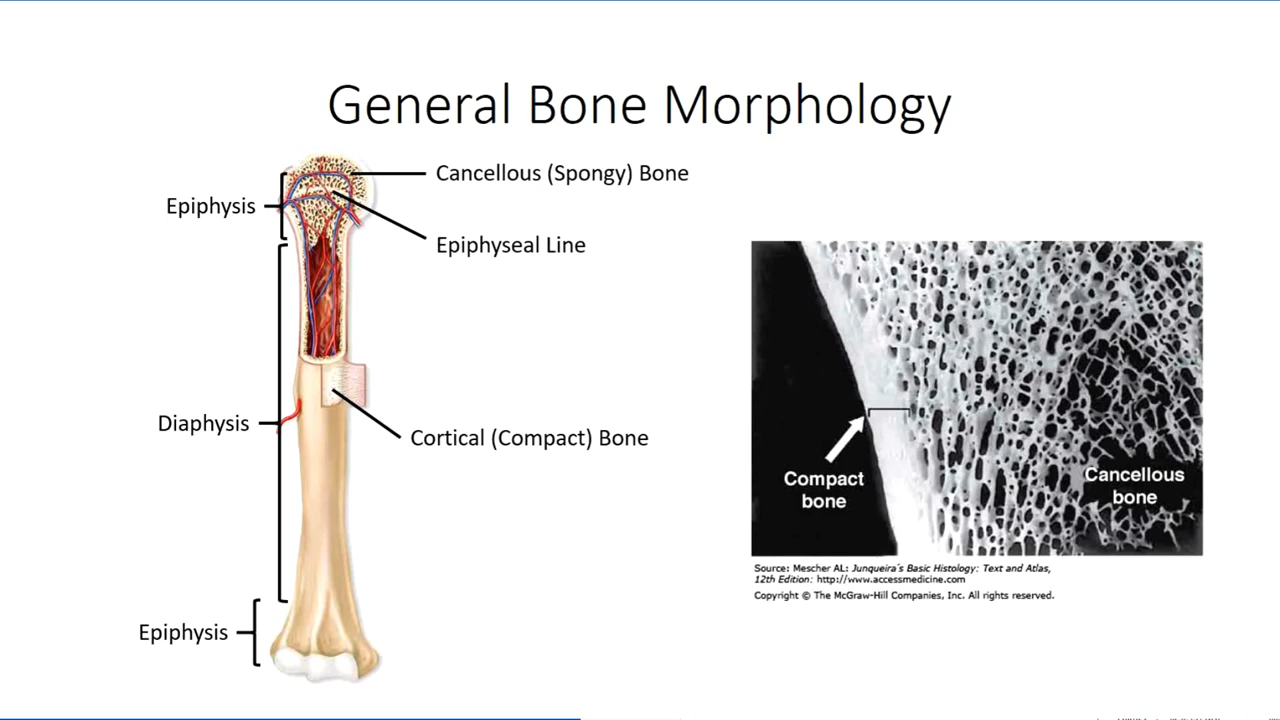 General Bone Morphology
Cancellous (Spongy) Bone
Epiphysis
Epiphyseal Line
Diaphysis
Cortical (Compact) Bone
Epiphysis
Compact
bone
Cancellous
bone
Source: Mescher AL: Junqueira´s Basic Histology: Text and Atlas,
12th Edition: http://www.accessmedicine.com
Copyright © The McGraw-Hill Companies, Inc. All rights reserved.